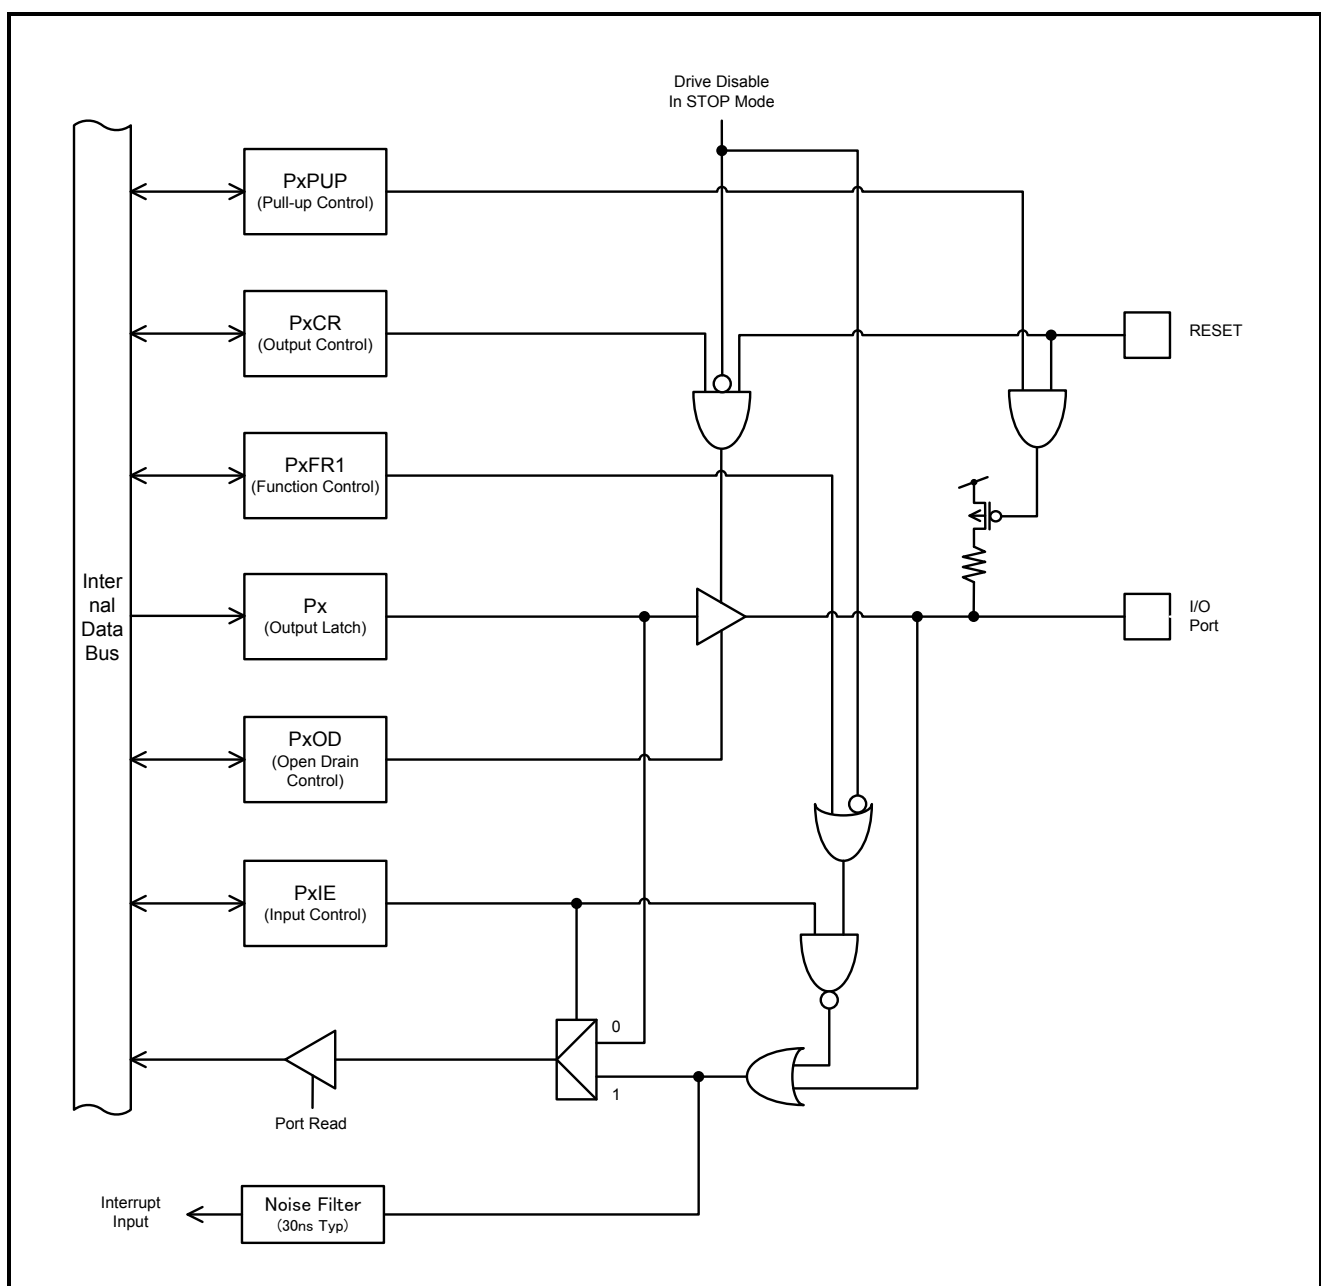 Drive Disable
In STOP Mode
PxPUP
(Pull-up Control)
PxCR
(Output Control)
RESET
PxFR1
(Function Control)
Inter
nal
Data
Bus
Px
(Output Latch)
I/O
Port
PxOD
(Open Drain
Control)
PxIE
(Input Control)
0
1
Port Read
Interrupt
Input
Noise Filter
(30ns Typ)